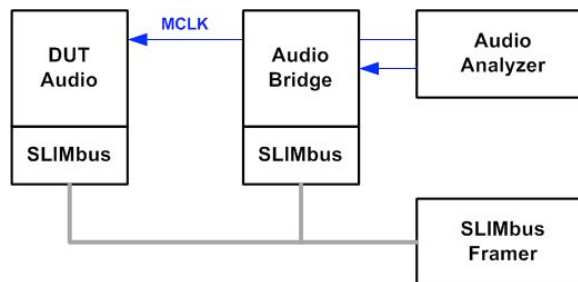 MCLK
DUT
Audio
SLIMbus
Audio
Bridge
SLIMbus
Audio
Analyzer
SLIMbus
Framer